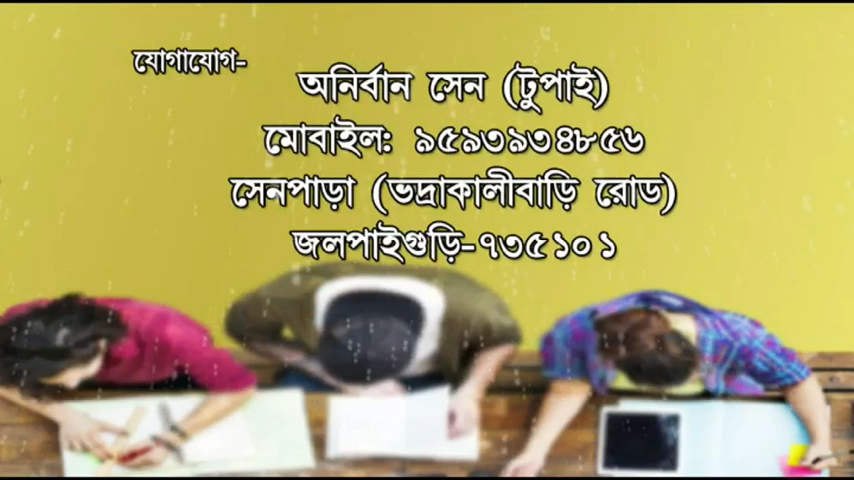 যোগাযোগ-
অনির্বান সেন (টুপাই)
মোবাইল: ৯৫৯৩৯৩৪৮৫৬
সেনপাড়া (ভদ্রাকালীবাড়ি রোড)
জলপাইগুড়ি-৭৩৫১০১